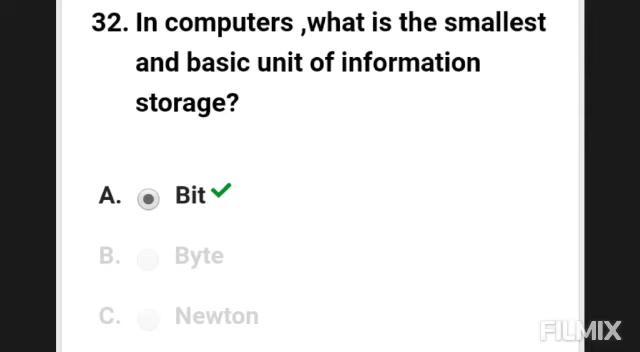 32. In computers ,what is the smallest
and basic unit of information
storage?
A. Bit
B. Byte
C. Newton
FILMIX